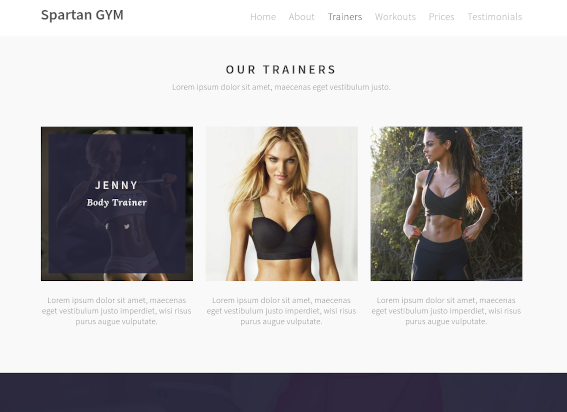 Spartan GYM
Home About Trainers Workouts Prices Testimonials
OUR TRAINERS
Lorem ipsum dolor sit amet, maecenas eget vestibulum justo.
JENNY
Body Trainer
Lorem ipsum dolor sit amet, maecenas
eget vestibulum justo imperdiet, wisi risus
purus augue vulputate.
Lorem ipsum dolor sit amet, maecenas
eget vestibulum justo imperdiet, wisi risus
purus augue vulputate.
Lorem ipsum dolor sit amet, maecenas
eget vestibulum justo imperdiet, wisi risus
purus augue vulputate.